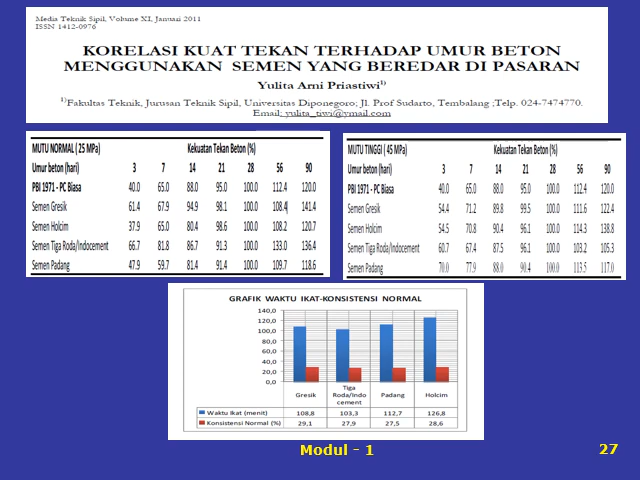 Media Teknik Sipil, Volume XI, Januari 2011
ISSN 1412-0976
KORELASI KUAT TEKAN TERHADAP UMUR BETON
MENGGUNAKAN SEMEN YANG BEREDAR DI PASARAN
Yulita Arni Priastiwi1)
1)Fakultas Teknik, Jurusan Teknik Sipil, Universitas Diponegoro; Jl. Prof Sudarto, Tembalang ;Telp. 024-7474770.
Email: yulita_tiwi@ymail.com
MUTU NORMAL ( 25 MPa) Kekuatan Tekan Beton (%)
Umur beton (hari) 3 7 14 21 28 56 90
PBI 1971 - PC Biasa 40.0 65.0 88.0 95.0 100.0 112.4 120.0
Semen Gresik 61.4 67.9 94.9 98.1 100.0 108.4 141.4
Semen Holcim 37.9 65.0 80.4 98.6 100.0 108.2 120.7
Semen Tiga Roda/Indocement 66.7 81.8 86.7 91.3 100.0 133.0 136.4
Semen Padang 47.9 59.7 81.4 91.4 100.0 109.7 118.6
MUTU TINGGI ( 45 MPa) Kekuatan Tekan Beton (%)
Umur beton (hari) 3 7 14 21 28 56 90
PBI 1971 - PC Biasa 40.0 65.0 88.0 95.0 100.0 112.4 120.0
Semen Gresik 54.4 71.2 89.8 99.5 100.0 111.6 122.4
Semen Holcim 54.5 70.8 90.4 96.1 100.0 114.3 138.8
Semen Tiga Roda/Indocement 60.7 67.4 87.5 96.1 100.0 103.2 105.3
Semen Padang 70.0 77.9 88.0 90.4 100.0 113.5 117.0
GRAFIK WAKTU IKAT-KONSISTENSI NORMAL
140,0
120,0
100,0
80,0
60,0
40,0
20,0
0,0
Gresik Tiga Roda/Indo cement Padang Holcim
Waktu Ikat (menit) 108,8 103,3 112,7 126,8
Konsistensi Normal (%) 29,1 27,9 27,5 28,6
Modul - 1
27